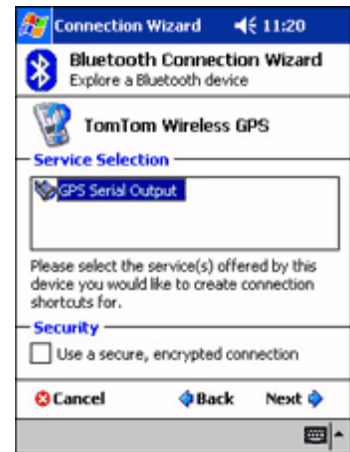 Connection Wizard 11:20
Bluetooth Connection Wizard
Explore a Bluetooth device
TomTom Wireless GPS
Service Selection
GPS Serial Output
Please select the service(s) offered by this
device you would like to create connection
shortcuts for.
Security
Use a secure, encrypted connection
Cancel Back Next